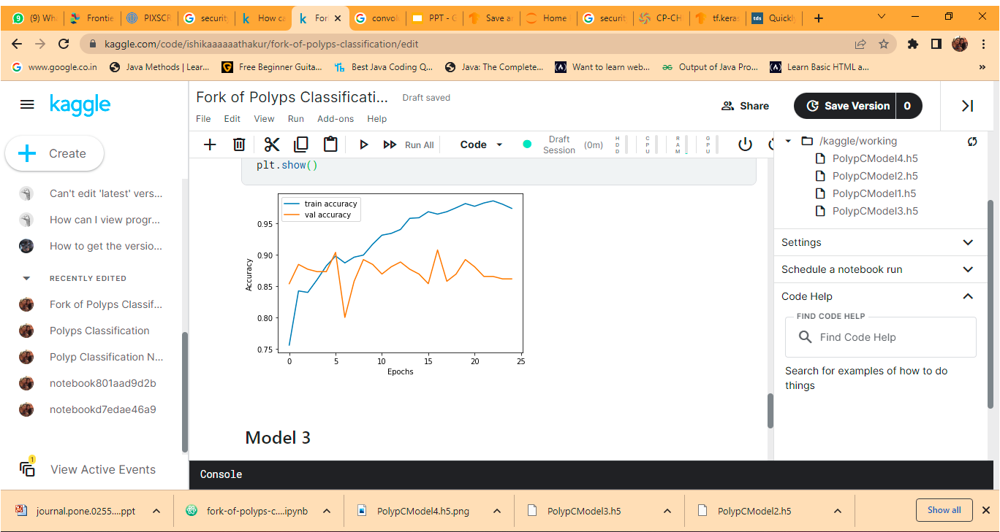 (9) Wha
Frontie
PIXSCR
security
How ca
For
convol
PPT - G
Save ar
Home
securit
CP-CH
tf.keras
Quickly
kaggle.com/code/ishikaaaaaathakur/fork-of-polyps-classification/edit
www.google.co.in
Java Methods | Lear...
Free Beginner Guita...
Best Java Coding Q...
Java: The Complete...
Want to learn web...
Output of Java Pro...
Learn Basic HTML a...
»
kaggle
Create
Can't edit 'latest' vers...
How can I view progr...
How to get the versio...
RECENTLY EDITED
Fork of Polyps Classif...
Polyps Classification
Polyp Classification N...
notebook801aad9d2b
notebookd7edae46a9
1
View Active Events
Fork of Polyps Classificati...
Draft saved
File Edit View Run Add-ons Help
Share
Save Version 0
Run All
Code
Draft Session (0m)
HDD
CPU
RAM
GPU
plt.show()
train accuracy
val accuracy
0.95
0.90
0.85
0.80
0.75
Accuracy
0 5 10 15 20 25
Epochs
Model 3
Console
/kaggle/working
PolypCModel4.h5
PolypCModel2.h5
PolypCModel1.h5
PolypCModel3.h5
Settings
Schedule a notebook run
Code Help
FIND CODE HELP
Find Code Help
Search for examples of how to do
things
journal.pone.0255....ppt
fork-of-polyps-c....ipynb
PolypCModel4.h5.png
PolypCModel3.h5
PolypCModel2.h5
Show all